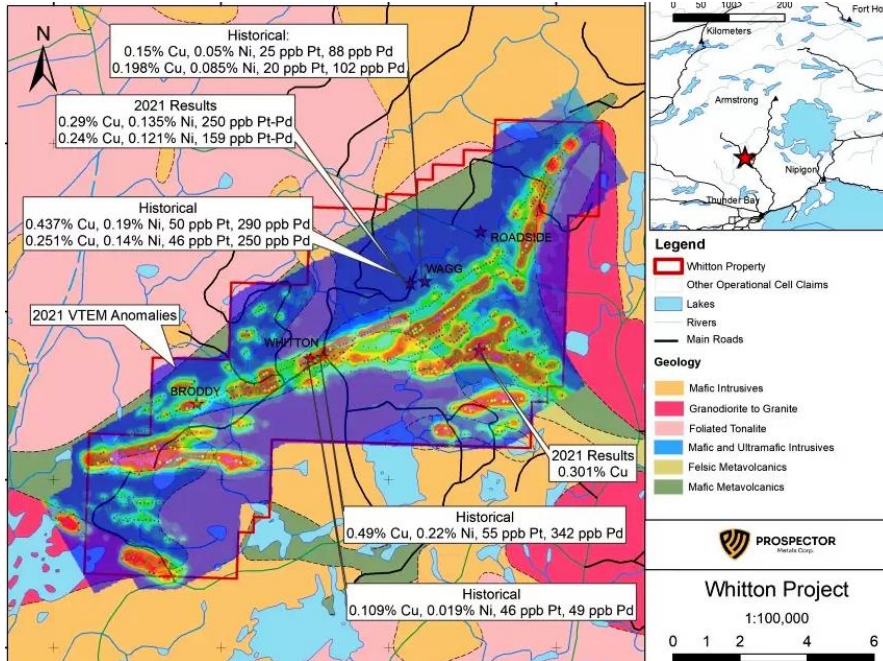 N
Historical:
0.15% Cu, 0.05% Ni, 25 ppb Pt, 88 ppb Pd
0.198% Cu, 0.085% Ni, 20 ppb Pt, 102 ppb Pd
2021 Results
0.29% Cu, 0.135% Ni, 250 ppb Pt-Pd
0.24% Cu, 0.121% Ni, 159 ppb Pt-Pd
Historical
0.437% Cu, 0.19% Ni, 50 ppb Pt, 290 ppb Pd
0.251% Cu, 0.14% Ni, 46 ppb Pt, 250 ppb Pd
ROADSIDE
WAGG
2021 VTEM Anomalies
WHITTON
BRODDY
2021 Results
0.301% Cu
Historical
0.49% Cu, 0.22% Ni, 55 ppb Pt, 342 ppb Pd
Historical
0.109% Cu, 0.019% Ni, 46 ppb Pt, 49 ppb Pd
0 100 200
Fort Ho
Kilometers
Armstrong
Nipigon
Thunder Bay
Legend
Whitton Property
Other Operational Cell Claims
Lakes
Rivers
Main Roads
Geology
Mafic Intrusives
Granodiorite to Granite
Foliated Tonalite
Mafic and Ultramafic Intrusives
Felsic Metavolcanics
Mafic Metavolcanics
PROSPECTOR
Metals Corp.
Whitton Project
1:100,000
0 2 4 6